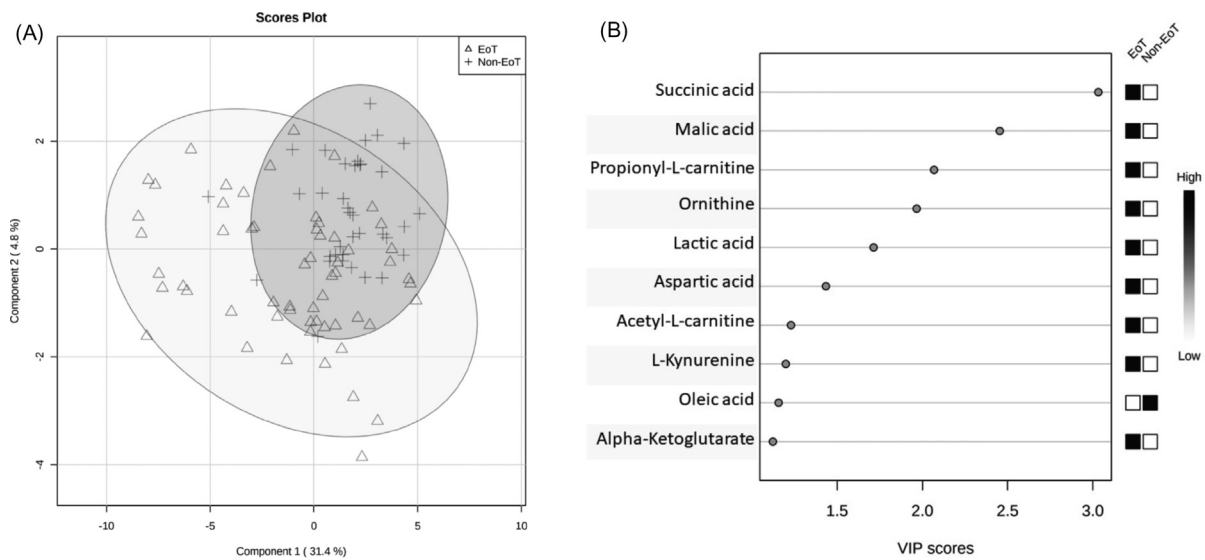 (A)
Scores Plot
EoT
Non-EoT
Component 2 ( 4.8 %)
2
0
-2
-4
-10
-5
0
5
10
Component 1 ( 31.4 %)
(B)
EoT
Non-EoT
Succinic acid
Malic acid
Propionyl-L-carnitine
Ornithine
Lactic acid
Aspartic acid
Acetyl-L-carnitine
L-Kynurenine
Oleic acid
Alpha-Ketoglutarate
High
Low
1.5
2.0
2.5
3.0
VIP scores